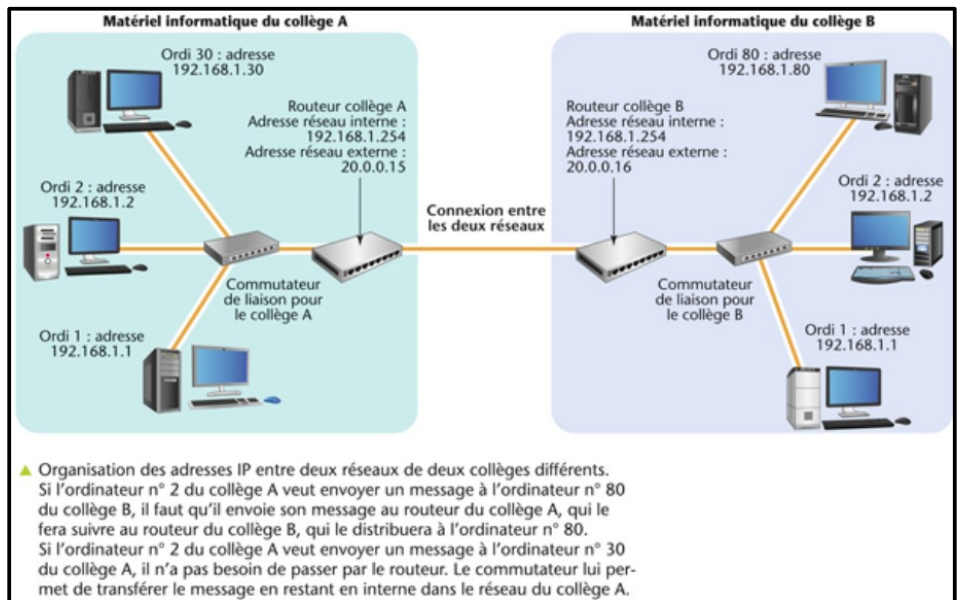 Matériel informatique du collège A
Matériel informatique du collège B
Ordi 30 : adresse
192.168.1.30
Ordi 80 : adresse
192.168.1.80
Routeur collège A
Adresse réseau interne :
192.168.1.254
Adresse réseau externe :
20.0.0.15
Routeur collège B
Adresse réseau interne :
192.168.1.254
Adresse réseau externe :
20.0.0.16
Ordi 2 : adresse
192.168.1.2
Ordi 2 : adresse
192.168.1.2
Connexion entre
les deux réseaux
Commutateur
de liaison pour
le collège A
Commutateur
de liaison pour
le collège B
Ordi 1 : adresse
192.168.1.1
Ordi 1 : adresse
192.168.1.1
Organisation des adresses IP entre deux réseaux de deux collèges différents.
Si l'ordinateur n° 2 du collège A veut envoyer un message à l'ordinateur n° 80
du collège B, il faut qu'il envoie son message au routeur du collège A, qui le
fera suivre au routeur du collège B, qui le distribuera à l'ordinateur n° 80.
Si l'ordinateur n° 2 du collège A veut envoyer un message à l'ordinateur n° 30
du collège A, il n'a pas besoin de passer par le routeur. Le commutateur lui per-
met de transférer le message en restant en interne dans le réseau du collège A.